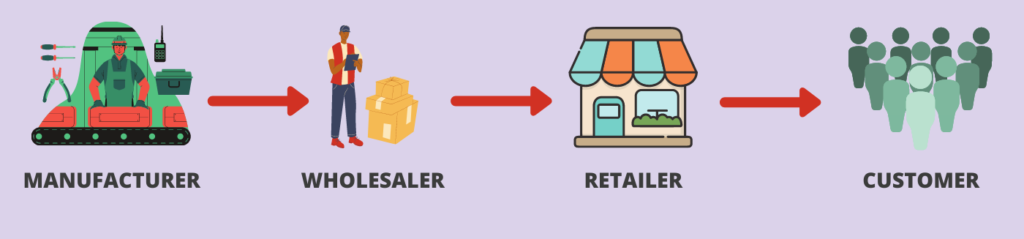 MANUFACTURER
WHOLESALER
RETAILER
CUSTOMER